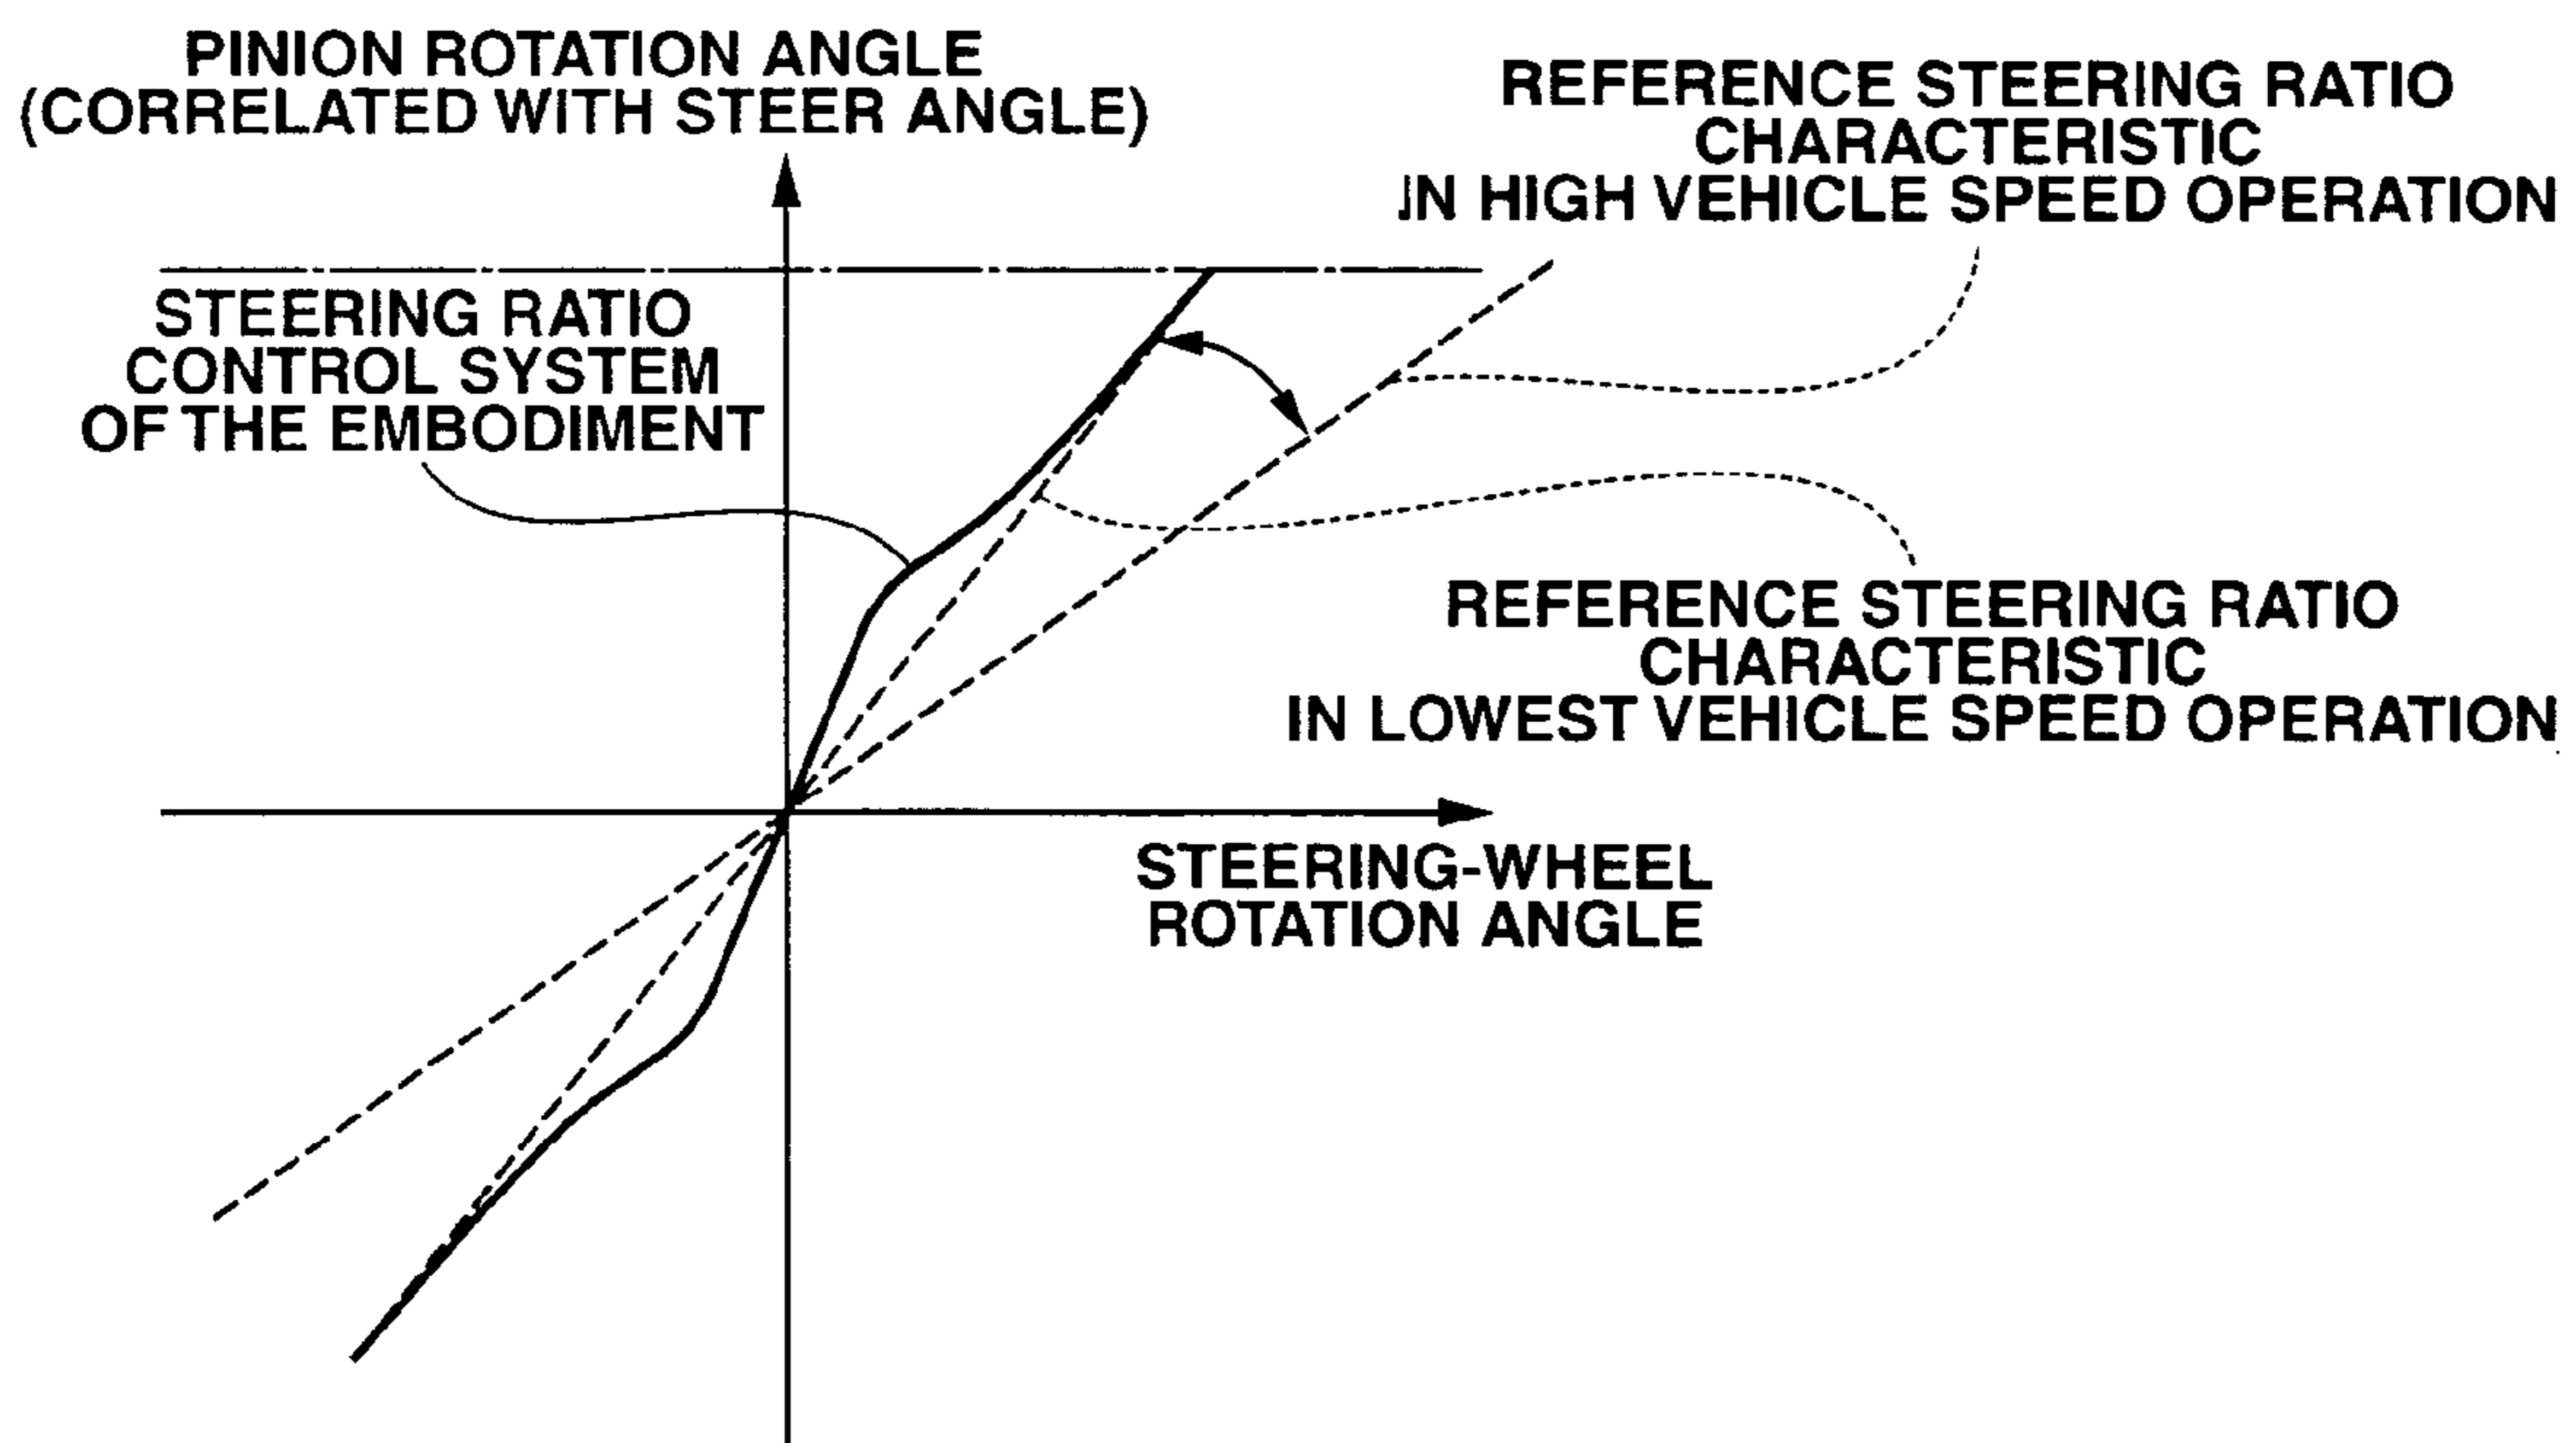 PINION ROTATION ANGLE
(CORRELATED WITH STEER ANGLE)
REFERENCE STEERING RATIO
CHARACTERISTIC
IN HIGH VEHICLE SPEED OPERATION
STEERING RATIO
CONTROL SYSTEM
OF THE EMBODIMENT
REFERENCE STEERING RATIO
CHARACTERISTIC
IN LOWEST VEHICLE SPEED OPERATION
STEERING-WHEEL
ROTATION ANGLE